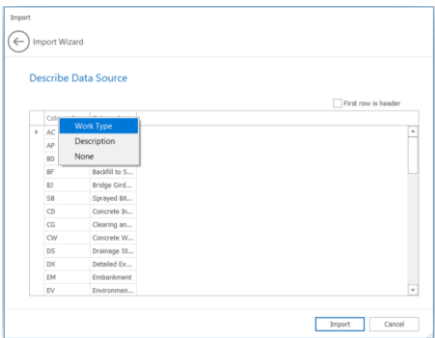 Import
Import Wizard
Describe Data Source
First row is header
Work Type
AC
Description
AP
None
BD
BF Backfill to S...
BJ Bridge Gird...
SB Sprayed Bit...
CD Concrete In...
CG Clearing an...
CW Concrete W...
DS Drainage St...
DX Detailed Ex...
EM Embankment
EV Environmen...
Import Cancel